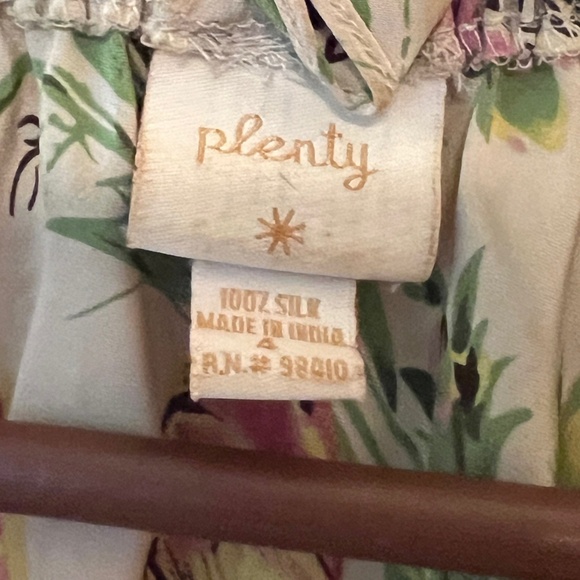 plenty
100% SILK
MADE IN INDIA
4
R.N.# 98410